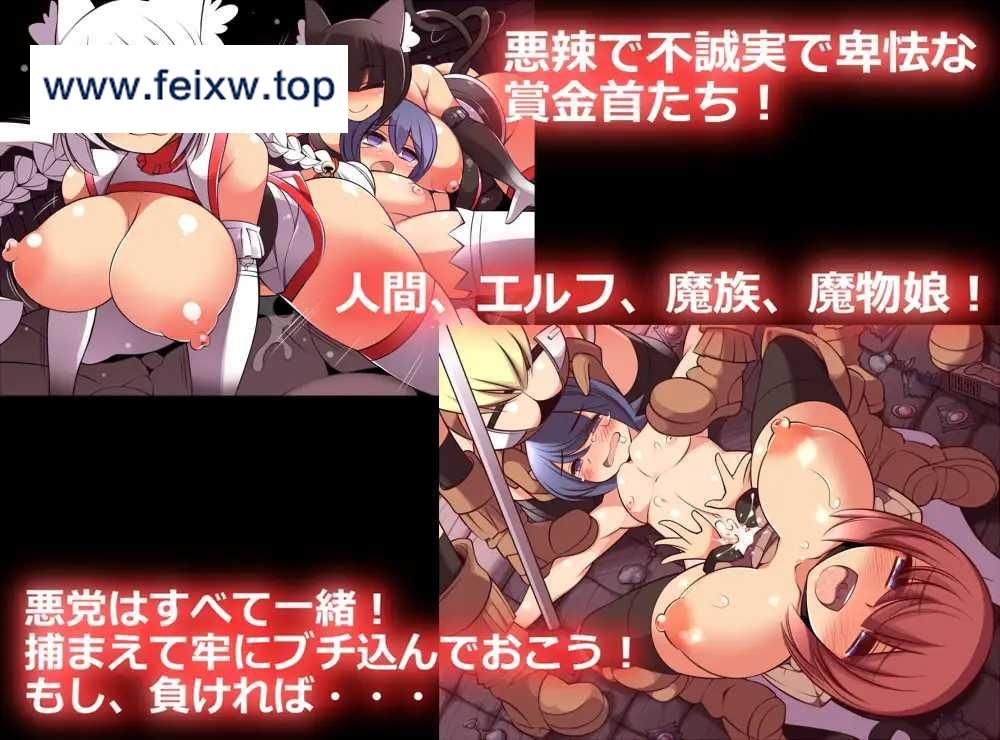 www.feixw.top
悪辣で不誠実で卑怯な
賞金首たち！
人間、エルフ、魔族、魔物娘！
悪党はすべて一緒！
捕まえて牢にブチ込んでおこう！
もし、負ければ・・・